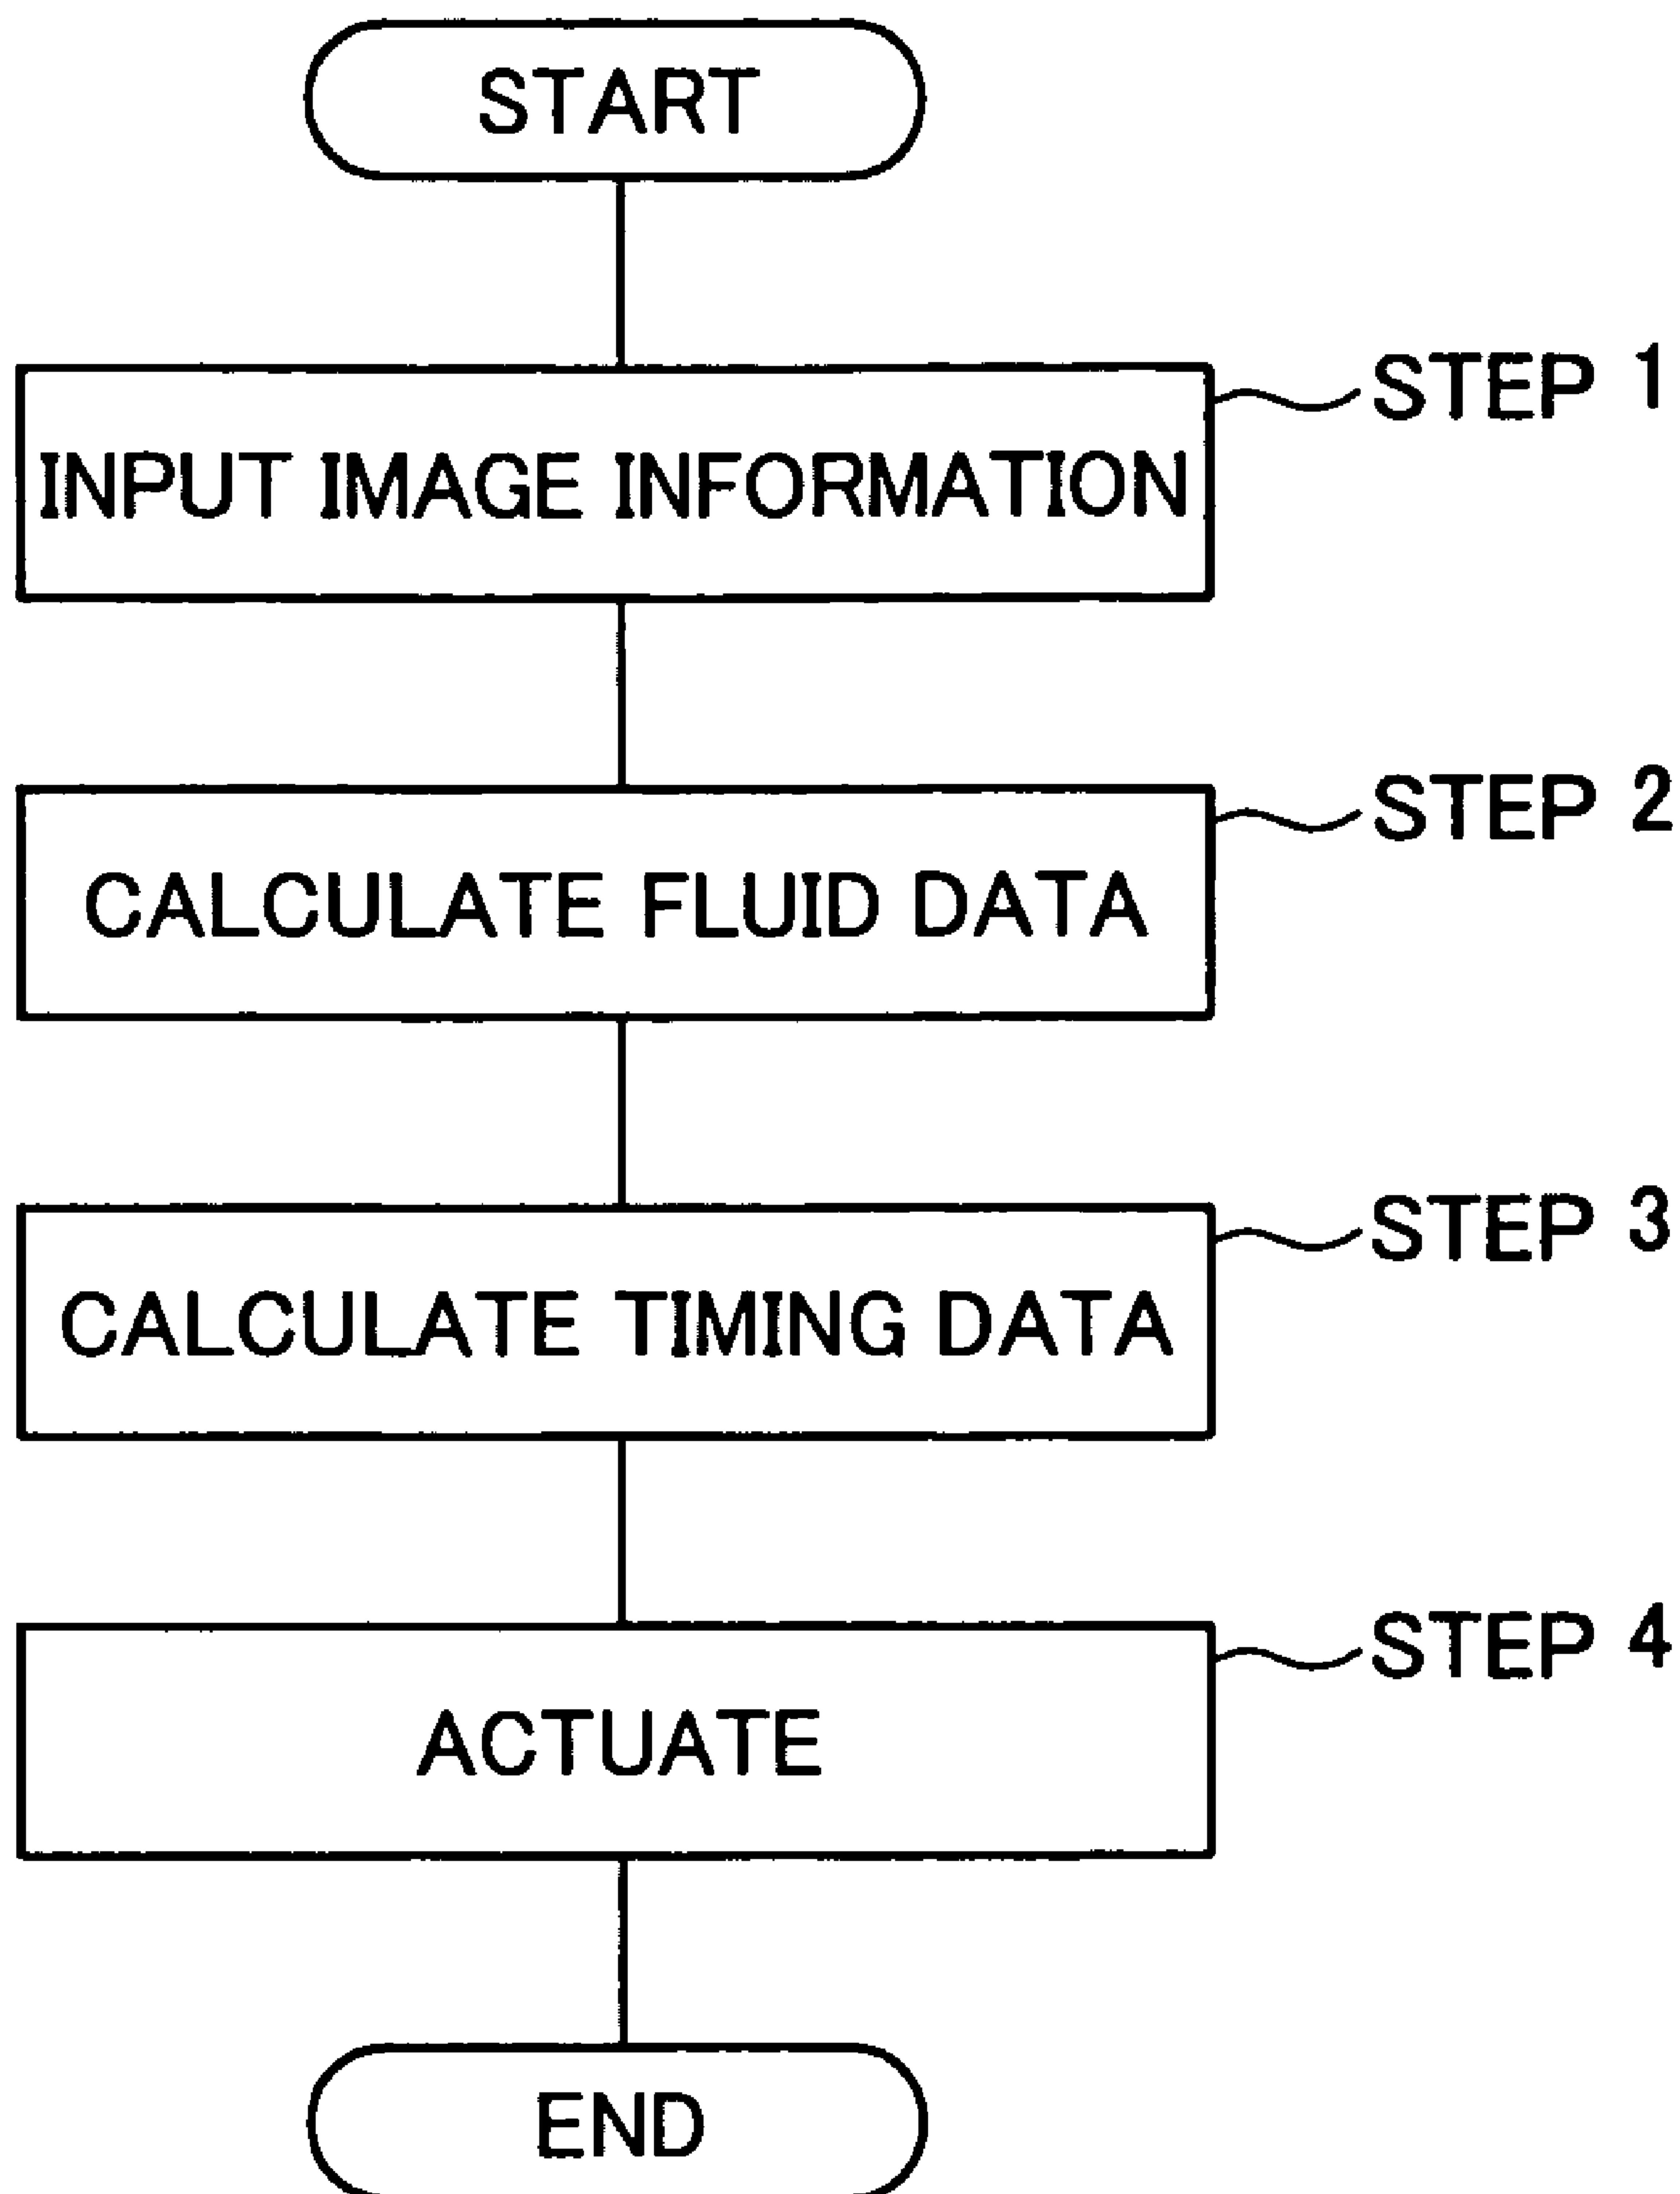 START
STEP 1
INPUT IMAGE INFORMATION
STEP 2
CALCULATE FLUID DATA
STEP 3
CALCULATE TIMING DATA
STEP 4
ACTUATE
END